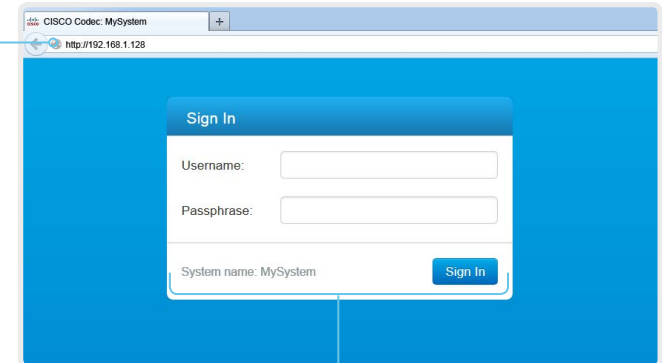 CISCO Codec: MySystem
+
http://192.168.1.128
Sign In
Username:
Passphrase:
System name: MySystem
Sign In